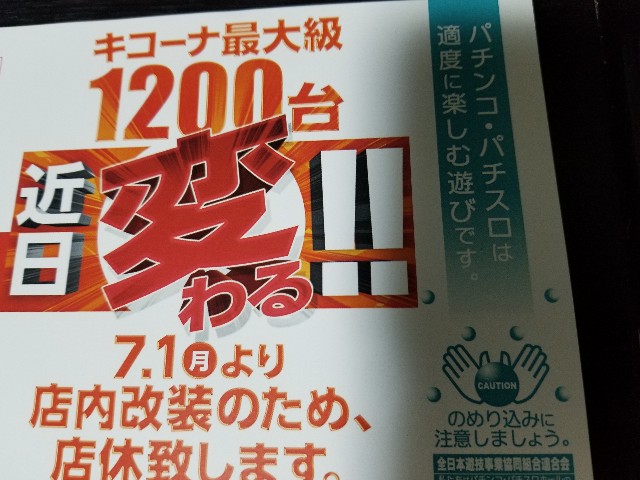 キコーナ最大級
1200台
近日
変わる!!
7.1(月)より
店内改装のため、
店休致します。
パチンコ・パチスロは
適度に楽しむ遊びです。
CAUTION
のめり込みに
注意しましょう。
全日本遊技事業協同組合連合会